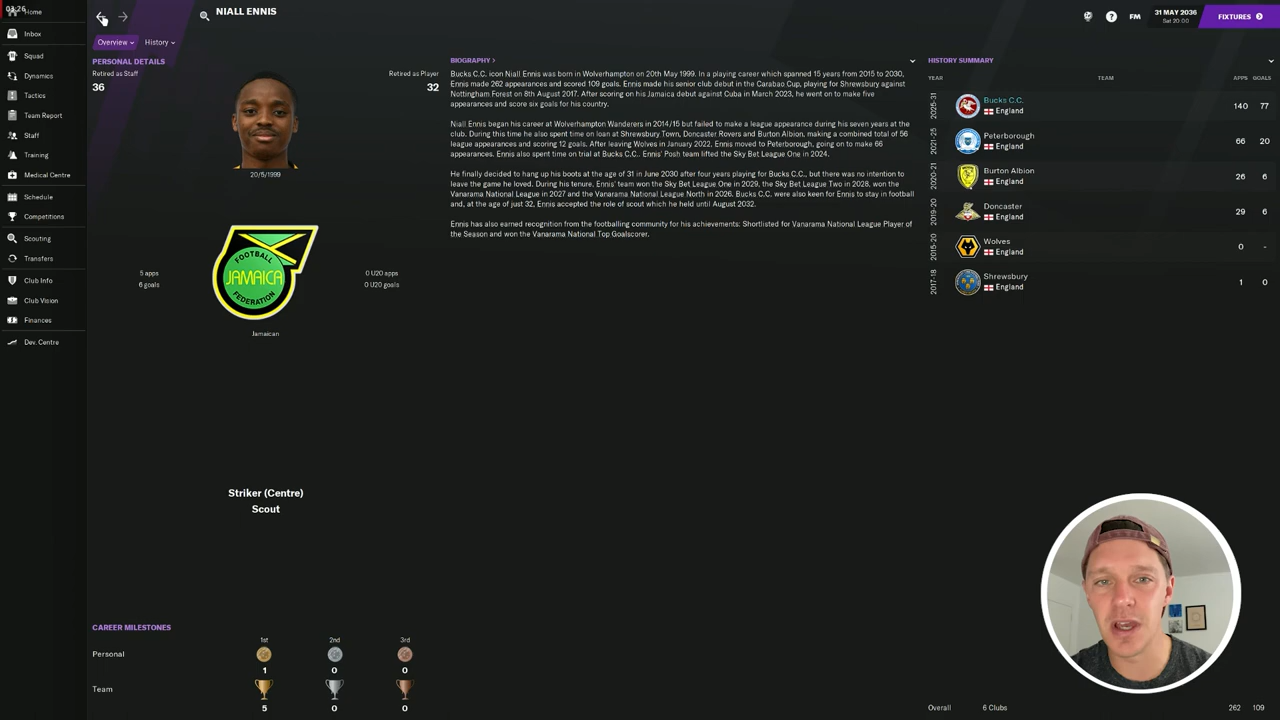 03:26
Home
Inbox
Squad
Dynamics
Tactics
Team Report
Staff
Training
Medical Centre
Schedule
Competitions
Scouting
Transfers
Club Info
Club Vision
Finances
Dev. Centre
NIALL ENNIS
?
FM
31 MAY 2036
Sat 20:00
FIXTURES
Overview
History
PERSONAL DETAILS
Retired as Staff
36
Retired as Player
32
20/5/1999
FOOTBALL
JAMAICA
FEDERATION
5 apps
6 goals
0 U20 apps
0 U20 goals
Jamaican
Striker (Centre)
Scout
CAREER MILESTONES
1st 2nd 3rd
Personal
1 0 0
Team
5 0 0
BIOGRAPHY >
Bucks C.C. icon Niall Ennis was born in Wolverhampton on 20th May 1999. In a playing career which spanned 15 years from 2015 to 2030,
Ennis made 262 appearances and scored 109 goals. Ennis made his senior club debut in the Carabao Cup, playing for Shrewsbury against
Nottingham Forest on 8th August 2017. After scoring on his Jamaica debut against Cuba in March 2023, he went on to make five
appearances and score six goals for his country.
Niall Ennis began his career at Wolverhampton Wanderers in 2014/15 but failed to make a league appearance during his seven years at the
club. During this time he also spent time on loan at Shrewsbury Town, Doncaster Rovers and Burton Albion, making a combined total of 56
league appearances and scoring 12 goals. After leaving Wolves in January 2022, Ennis moved to Peterborough, going on to make 66
appearances. Ennis also spent time on trial at Bucks C.C.. Ennis' Posh team lifted the Sky Bet League One in 2024.
He finally decided to hang up his boots at the age of 31 in June 2030 after four years playing for Bucks C.C., but there was no intention to
leave the game he loved. During his tenure, Ennis' team won the Sky Bet League One in 2029, the Sky Bet League Two in 2028, won the
Vanarama National League in 2027 and the Vanarama National League North in 2026. Bucks C.C. were also keen for Ennis to stay in football
and, at the age of just 32, Ennis accepted the role of scout which he held until August 2032.
Ennis has also earned recognition from the footballing community for his achievements: Shortlisted for Vanarama National League Player of
the Season and won the Vanarama National Top Goalscorer.
HISTORY SUMMARY
YEAR TEAM APPS GOALS
2025-31 Bucks C.C. England 140 77
2021-25 Peterborough England 66 20
2020-21 Burton Albion England 26 6
2019-20 Doncaster England 29 6
2015-20 Wolves England 0 -
2017-18 Shrewsbury England 1 0
Overall 6 Clubs 262 109